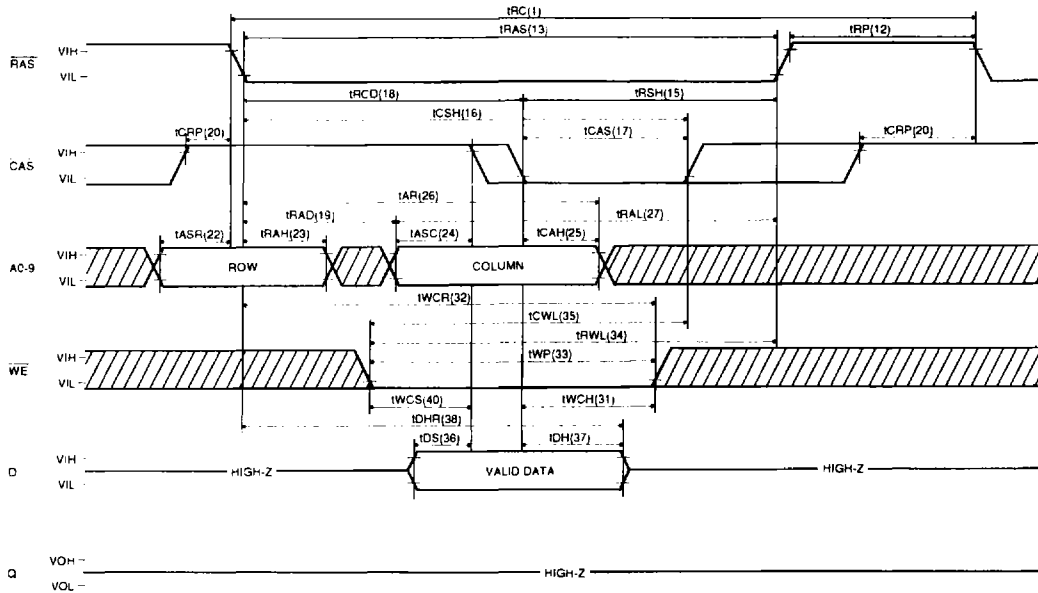 tRC(1)
tRAS(13) tRP(12)
RAS VIH
VIL
tRCD(18) tRSH(15)
tCSH(16)
tCRP(20) tCAS(17) tCRP(20)
CAS VIH
VIL
tAR(26)
tRAD(19) tRAL(27)
tASR(22) tRAH(23) tASC(24) tCAH(25)
A0-9 VIH
ROW COLUMN
VIL
tWCR(32)
tCWL(35)
tRWL(34)
tWP(33)
WE VIH
VIL
tWCS(40) tWCH(31)
tDHR(38)
tDS(36) tDH(37)
D VIH
HIGH-Z VALID DATA HIGH-Z
VIL
Q VOH
HIGH-Z
VOL